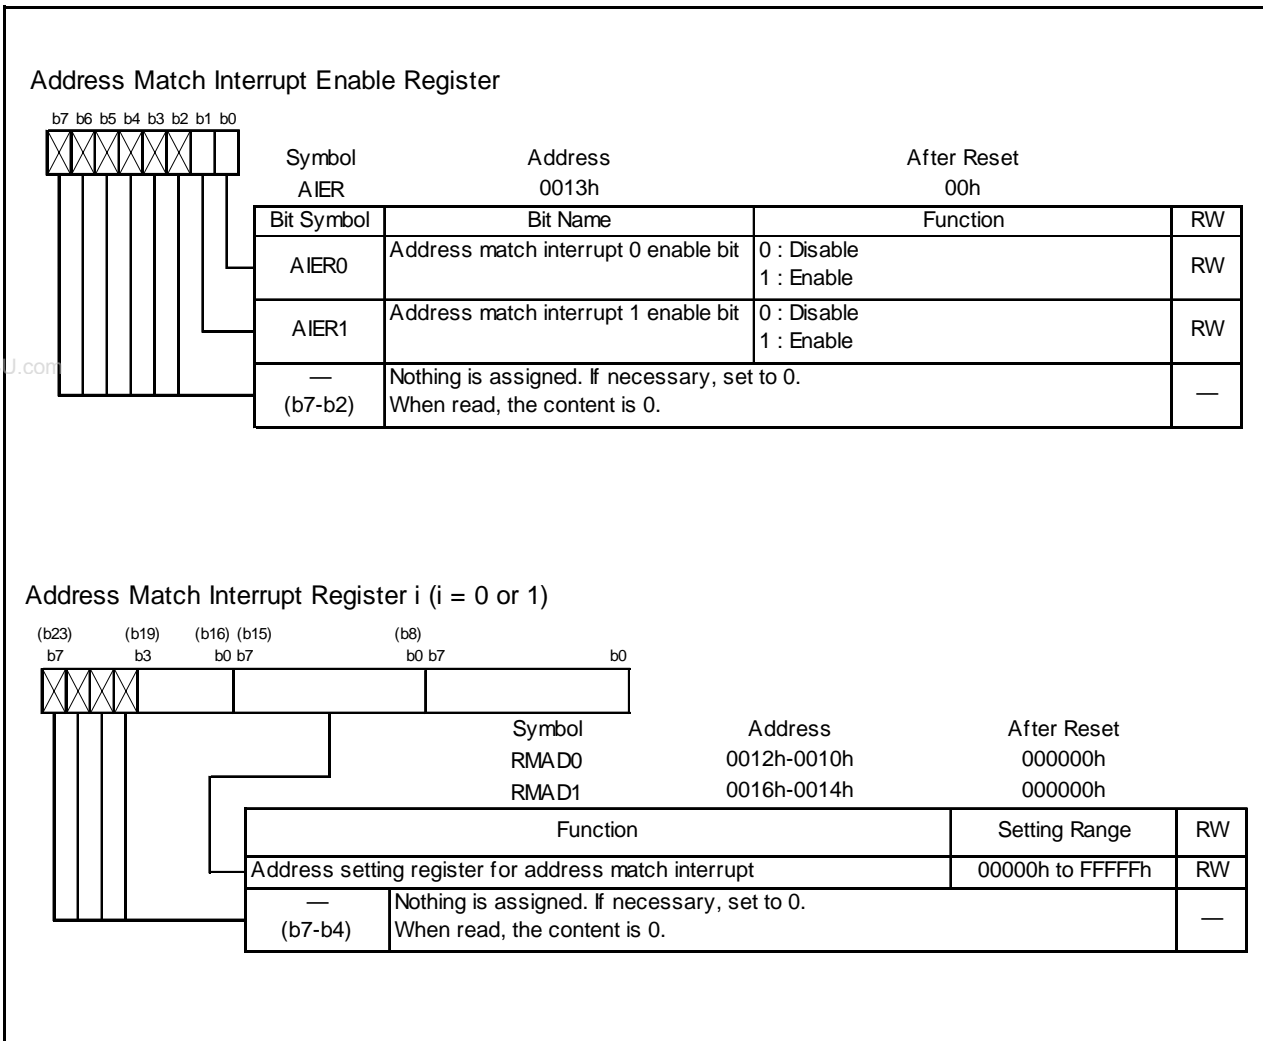 Address Match Interrupt Enable Register
b7 b6 b5 b4 b3 b2 b1 b0
Symbol Address After Reset
AIER 0013h 00h
Bit Symbol Bit Name Function RW
AIER0 Address match interrupt 0 enable bit 0 : Disable RW
1 : Enable
AIER1 Address match interrupt 1 enable bit 0 : Disable RW
1 : Enable
U.com
— Nothing is assigned. If necessary, set to 0. —
(b7-b2) When read, the content is 0.
Address Match Interrupt Register i (i = 0 or 1)
(b23) (b19) (b16) (b15) (b8)
b7 b3 b0 b7 b0 b7 b0
Symbol Address After Reset
RMAD0 0012h-0010h 000000h
RMAD1 0016h-0014h 000000h
Function Setting Range RW
Address setting register for address match interrupt 00000h to FFFFFh RW
— Nothing is assigned. If necessary, set to 0. —
(b7-b4) When read, the content is 0.